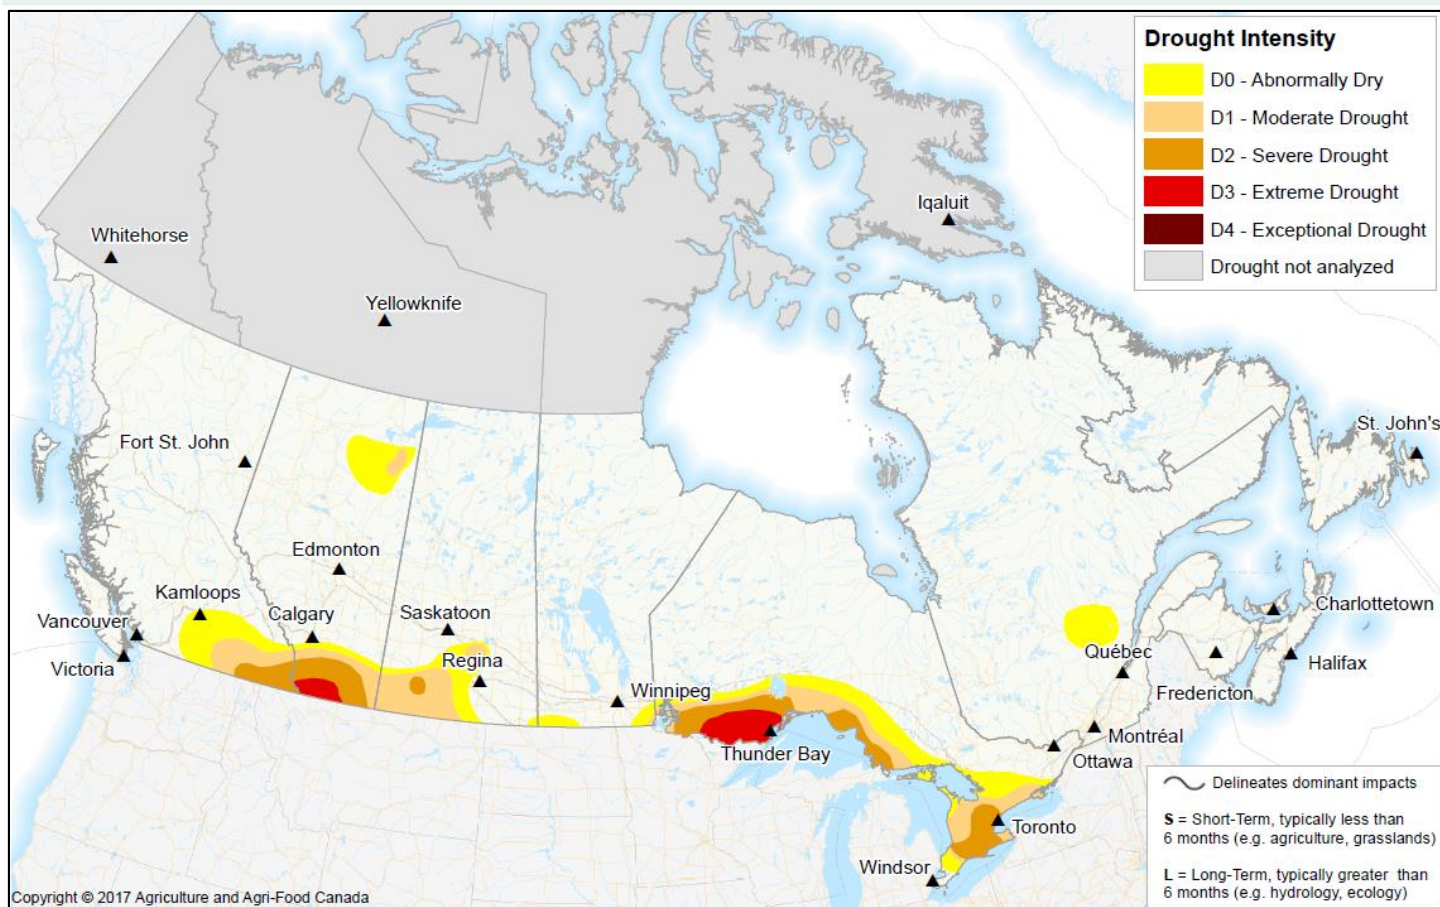 Drought Intensity
D0 - Abnormally Dry
D1 - Moderate Drought
D2 - Severe Drought
D3 - Extreme Drought
D4 - Exceptional Drought
Drought not analyzed
Iqaluit
Whitehorse
Yellowknife
St. John's
Fort St. John
Edmonton
Kamloops
Calgary
Saskatoon
Vancouver
Charlottetown
Victoria
Regina
Québec
Halifax
Winnipeg
Fredericton
Montréal
Thunder Bay
Ottawa
Toronto
Windsor
Delineates dominant impacts
S = Short-Term, typically less than
6 months (e.g. agriculture, grasslands)
L = Long-Term, typically greater than
6 months (e.g. hydrology, ecology)
Copyright © 2017 Agriculture and Agri-Food Canada